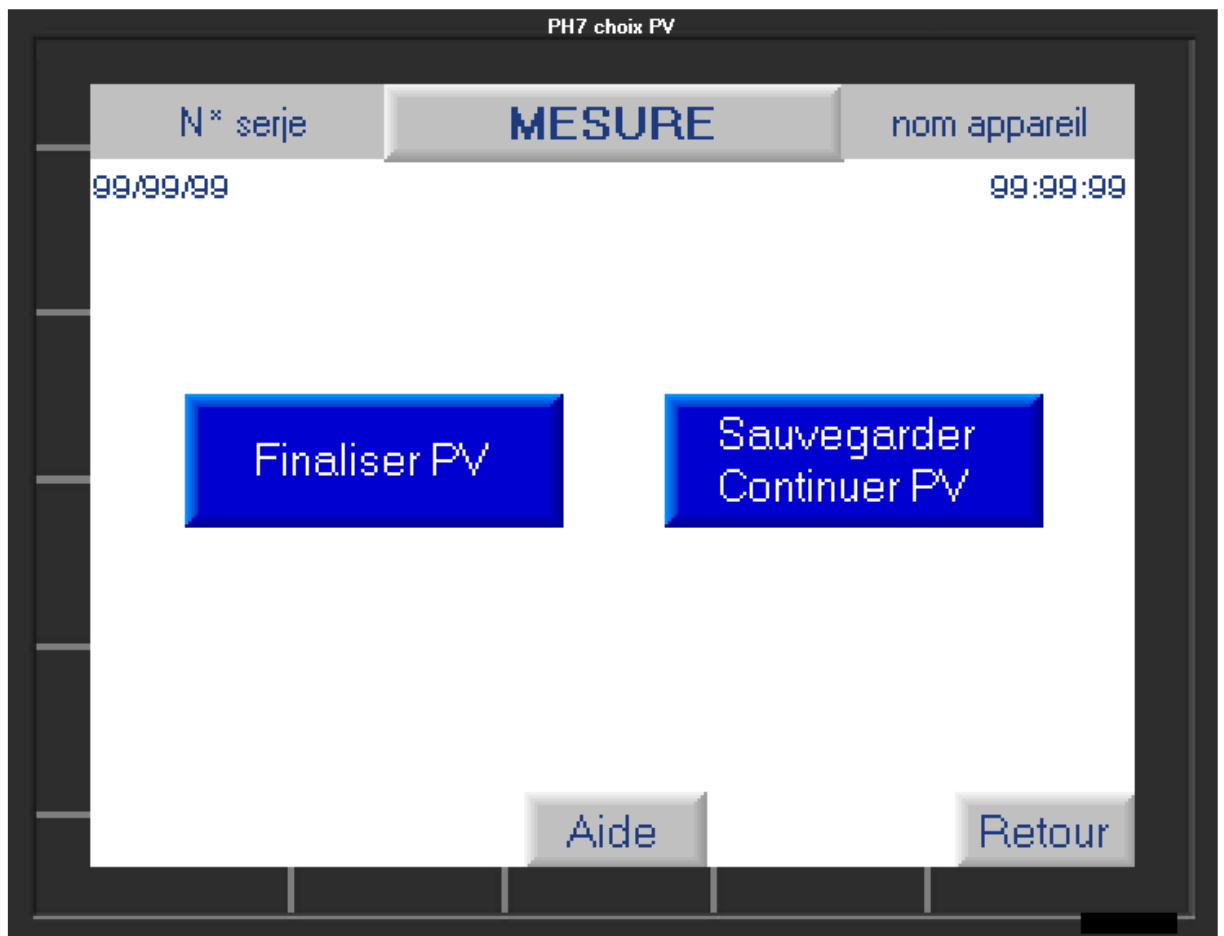 PH7 choix PV
N* serje MESURE nom appareil
99/99/99 99:99:99
Finaliser PV
Sauvegarder
Continuer PV
Aide Retour